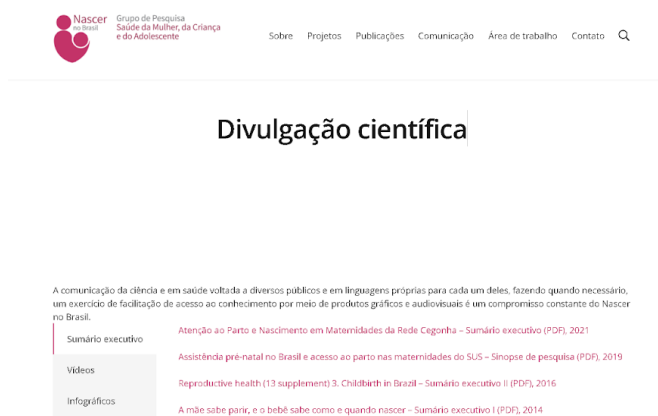 Nascer
no Brasil
Grupo de Pesquisa
Saúde da Mulher, da Criança
e do Adolescente
Sobre Projetos Publicações Comunicação Área de trabalho Contato
Divulgação científica
A comunicação da ciência e em saúde voltada a diversos públicos e em linguagens próprias para cada um deles, fazendo quando necessário,
um exercício de facilitação de acesso ao conhecimento por meio de produtos gráficos e audiovisuais é um compromisso constante do Nascer
no Brasil.
Sumário executivo
Vídeos
Infográficos
Atenção ao Parto e Nascimento em Maternidades da Rede Cegonha – Sumário executivo (PDF), 2021
Assistência pré-natal no Brasil e acesso ao parto nas maternidades do SUS – Sinopse de pesquisa (PDF), 2019
Reproductive health (13 supplement) 3. Childbirth in Brazil – Sumário executivo II (PDF), 2016
A mãe sabe parir, e o bebê sabe como e quando nascer – Sumário executivo I (PDF), 2014